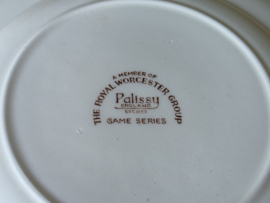 A MEMBER OF
THE ROYAL WORCESTER GROUP
Palissy
ENGLAND
GAME SERIES